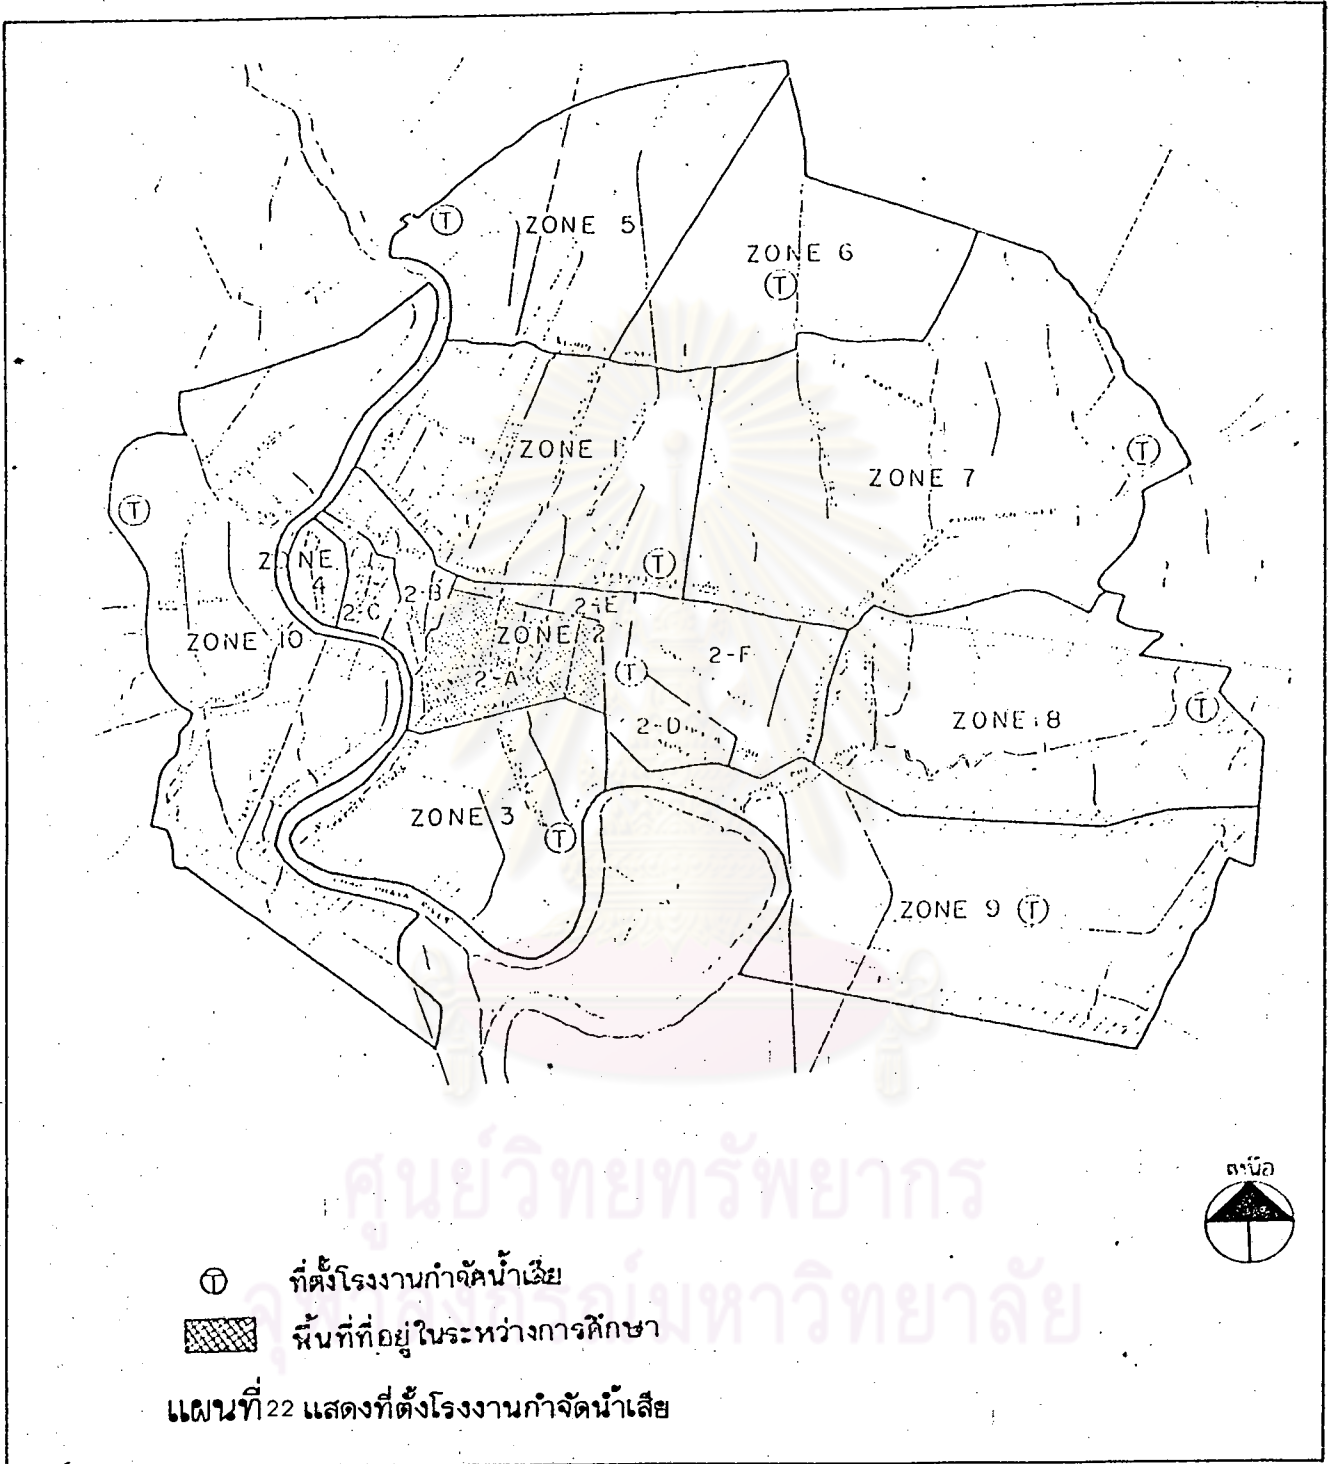 ZONE 5
ZONE 6
ZONE 1
ZONE 7
ZONE 4
2-B
2-C
2-E
ZONE 2
2-A
2-F
ZONE 10
2-D
ZONE 8
ZONE 3
ZONE 9
T
T
T
T
T
T
T
T
T
T
RIVER
เหนือ
ศูนย์วิทยทรัพยากร
จุฬาลงกรณ์มหาวิทยาลัย
T ที่ตั้งโรงงานกำจัดน้ำเสีย
พื้นที่ที่อยู่ในระหว่างการศึกษา
แผนที่ 22 แสดงที่ตั้งโรงงานกำจัดน้ำเสีย